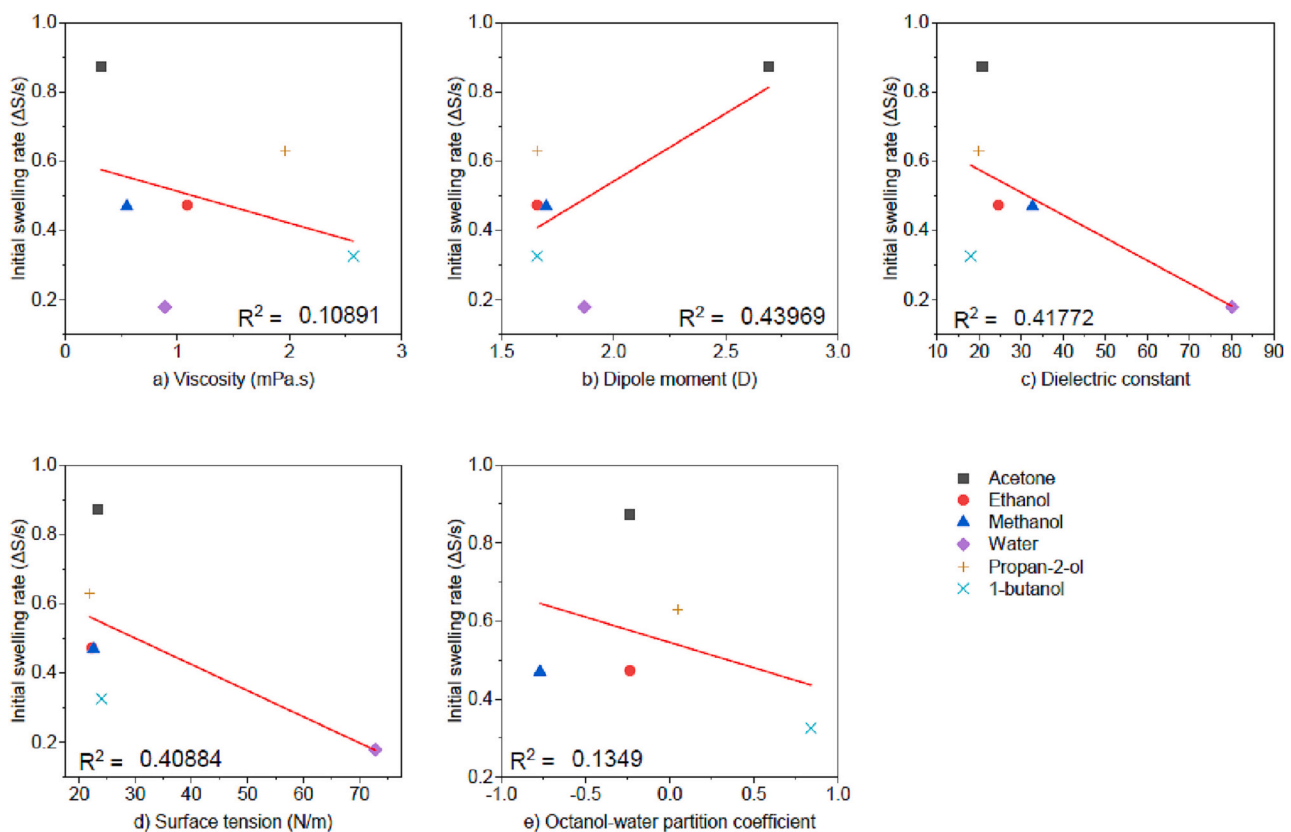 1.0
0.8
0.6
0.4
0.2
Initial swelling rate (ΔS/s)
R² = 0.10891
0 1 2 3
a) Viscosity (mPa.s)
1.0
0.8
0.6
0.4
0.2
Initial swelling rate (ΔS/s)
R² = 0.43969
1.5 2.0 2.5 3.0
b) Dipole moment (D)
1.0
0.8
0.6
0.4
0.2
Initial swelling rate (ΔS/s)
R² = 0.41772
10 20 30 40 50 60 70 80 90
c) Dielectric constant
1.0
0.8
0.6
0.4
0.2
Initial swelling rate (ΔS/s)
R² = 0.40884
20 30 40 50 60 70
d) Surface tension (N/m)
1.0
0.8
0.6
0.4
0.2
Initial swelling rate (ΔS/s)
R² = 0.1349
-1.0 -0.5 0.0 0.5 1.0
e) Octanol-water partition coefficient
Acetone
Ethanol
Methanol
Water
Propan-2-ol
1-butanol